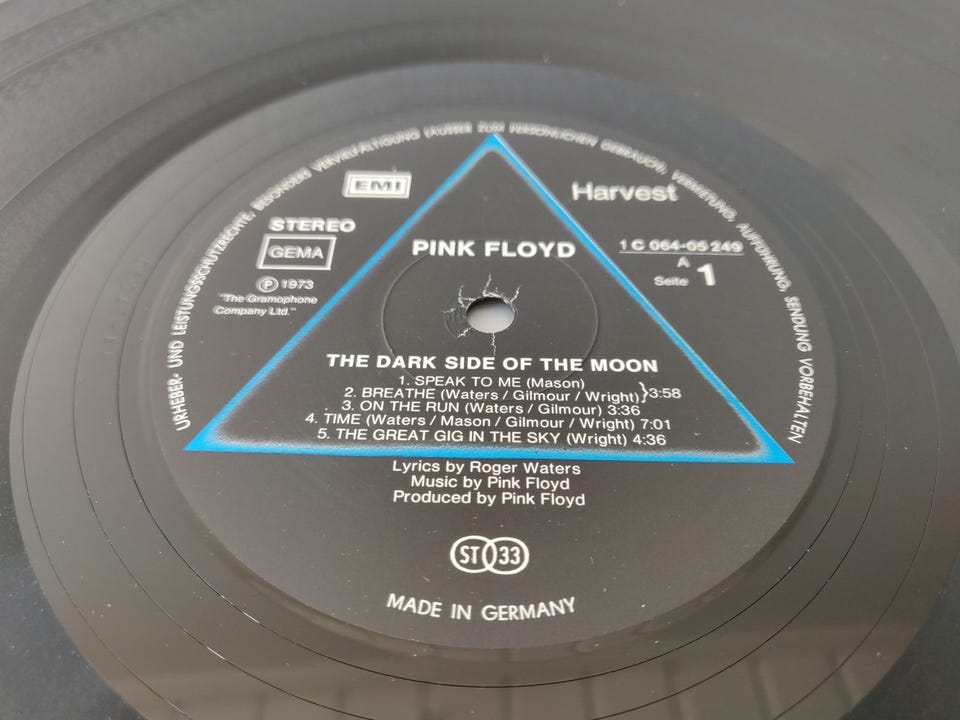 URHEBER- UND LEISTUNGSSCHUTZRECHTE, BESONDERS VERVIELFÄLTIGUNG (AUSSER ZUM PERSÖNLICHEN GEBRAUCH), VERMIETUNG, AUFFÜHRUNG, SENDUNG VORBEHALTEN
EMI
Harvest
STEREO
GEMA
PINK FLOYD
1 C 064-05 249
A
Seite 1
Ⓟ 1973
"The Gramophone
Company Ltd."
THE DARK SIDE OF THE MOON
1. SPEAK TO ME (Mason)
2. BREATHE (Waters / Gilmour / Wright) }3:58
3. ON THE RUN (Waters / Gilmour) 3:36
4. TIME (Waters / Mason / Gilmour / Wright) 7:01
5. THE GREAT GIG IN THE SKY (Wright) 4:36
Lyrics by Roger Waters
Music by Pink Floyd
Produced by Pink Floyd
ST 33
MADE IN GERMANY